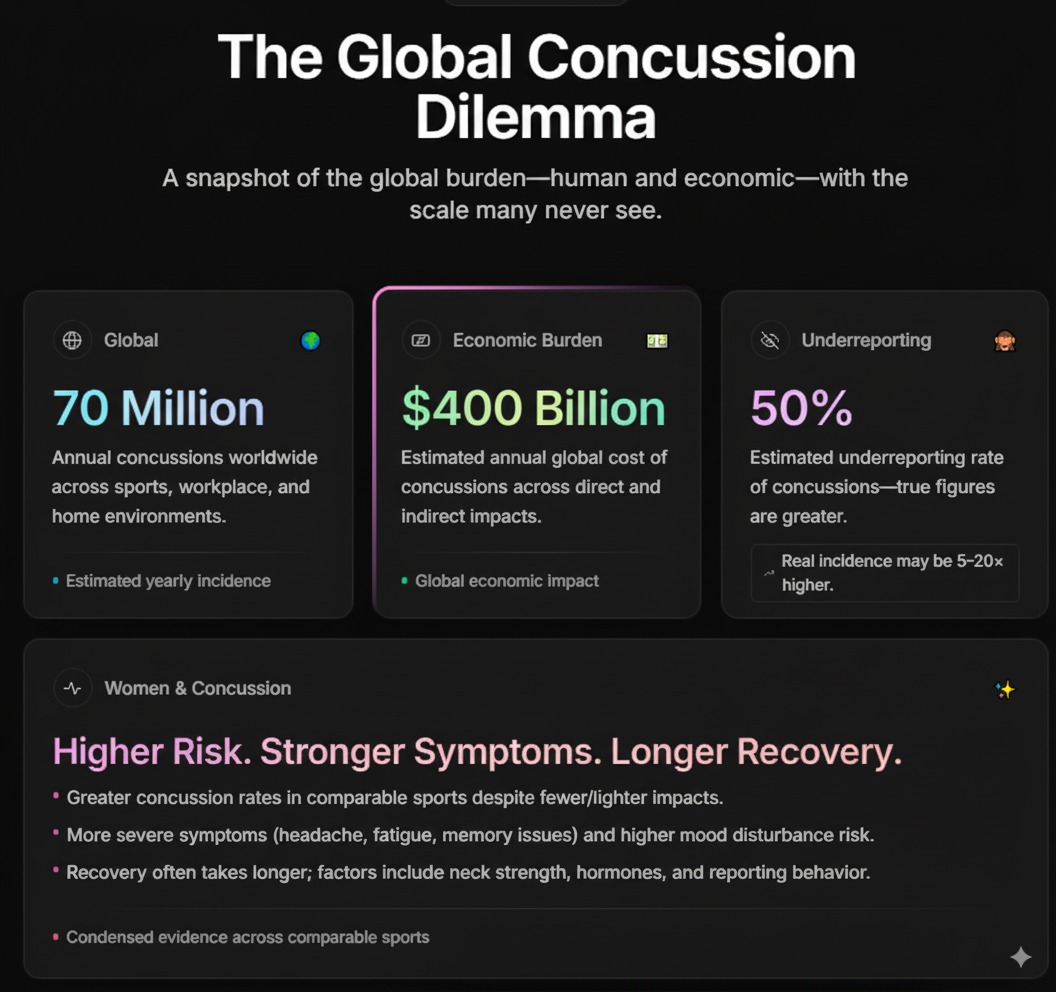 The Global Concussion
Dilemma
A snapshot of the global burden—human and economic—with the
scale many never see.
Global
70 Million
Annual concussions worldwide
across sports, workplace, and
home environments.
Estimated yearly incidence
Economic Burden
$400 Billion
Estimated annual global cost of
concussions across direct and
indirect impacts.
Global economic impact
Underreporting
50%
Estimated underreporting rate
of concussions—true figures
are greater.
Real incidence may be 5–20×
higher.
Women & Concussion
Higher Risk. Stronger Symptoms. Longer Recovery.
• Greater concussion rates in comparable sports despite fewer/lighter impacts.
• More severe symptoms (headache, fatigue, memory issues) and higher mood disturbance risk.
• Recovery often takes longer; factors include neck strength, hormones, and reporting behavior.
• Condensed evidence across comparable sports